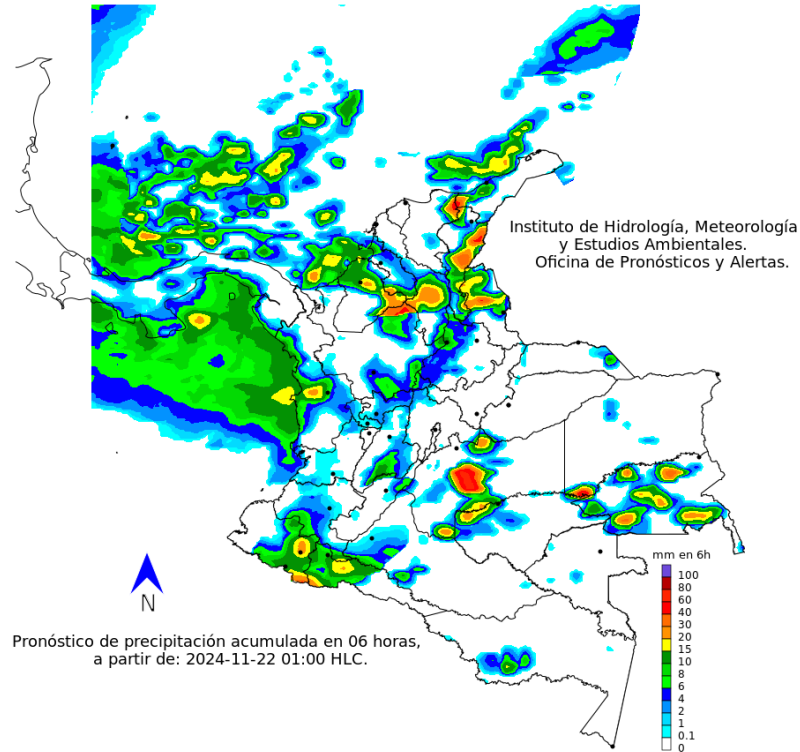 Instituto de Hidrología, Meteorología
y Estudios Ambientales.
Oficina de Pronósticos y Alertas.
mm en 6h
100
80
60
40
30
20
15
10
8
6
4
2
1
0.1
0
N
Pronóstico de precipitación acumulada en 06 horas,
a partir de: 2024-11-22 01:00 HLC.